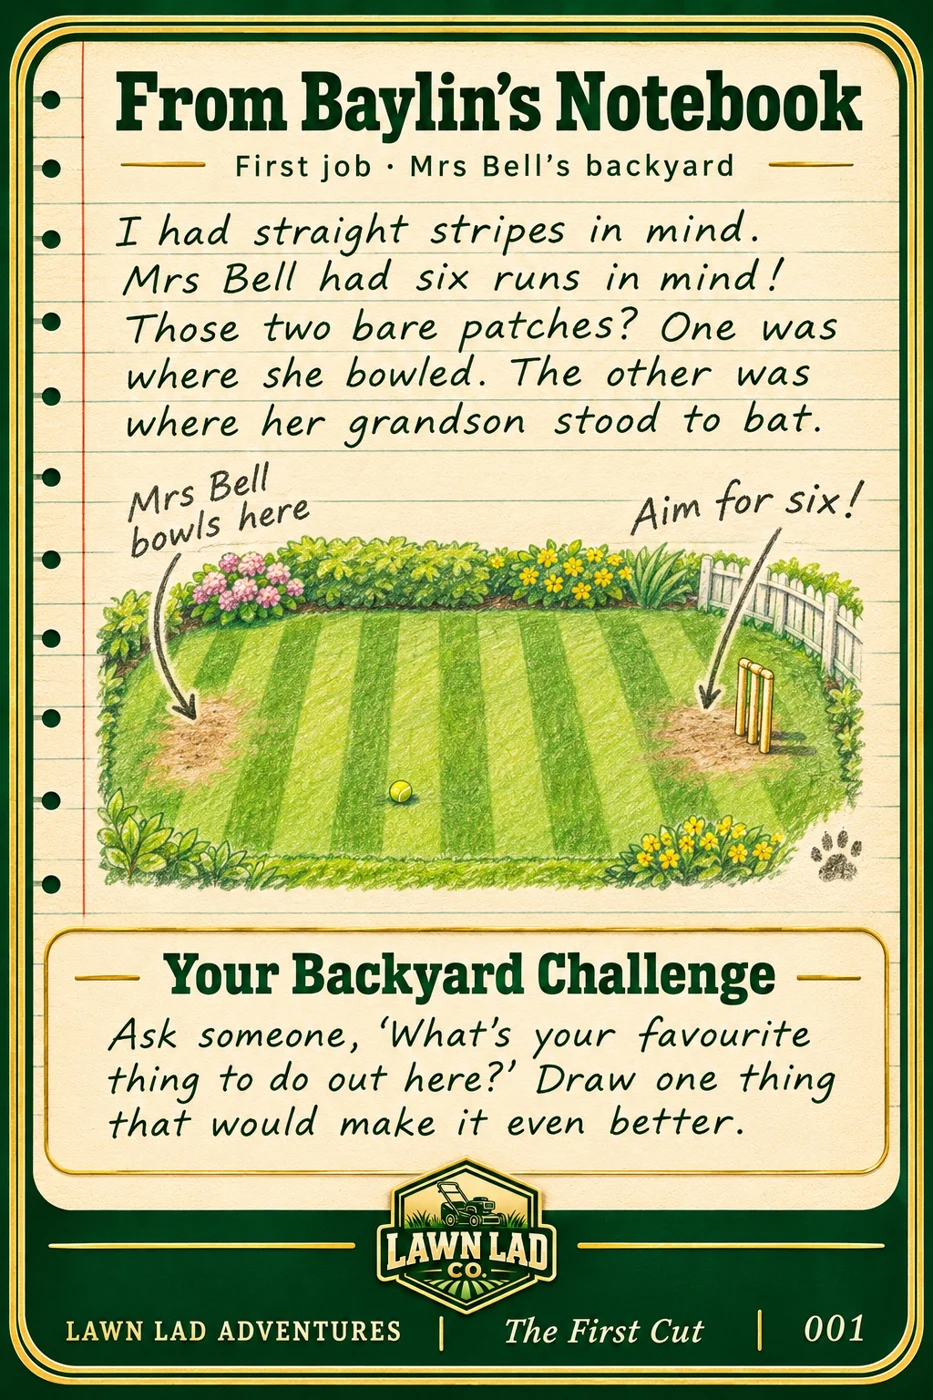 From Baylin's Notebook
First job · Mrs Bell's backyard
I had straight stripes in mind.
Mrs Bell had six runs in mind!
Those two bare patches? One was
where she bowled. The other was
where her grandson stood to bat.
Mrs Bell
bowls here
Aim for six!
Your Backyard Challenge
Ask someone, ‘What's your favourite
thing to do out here?’ Draw one thing
that would make it even better.
LAWN LAD
CO.
LAWN LAD ADVENTURES | The First Cut | 001